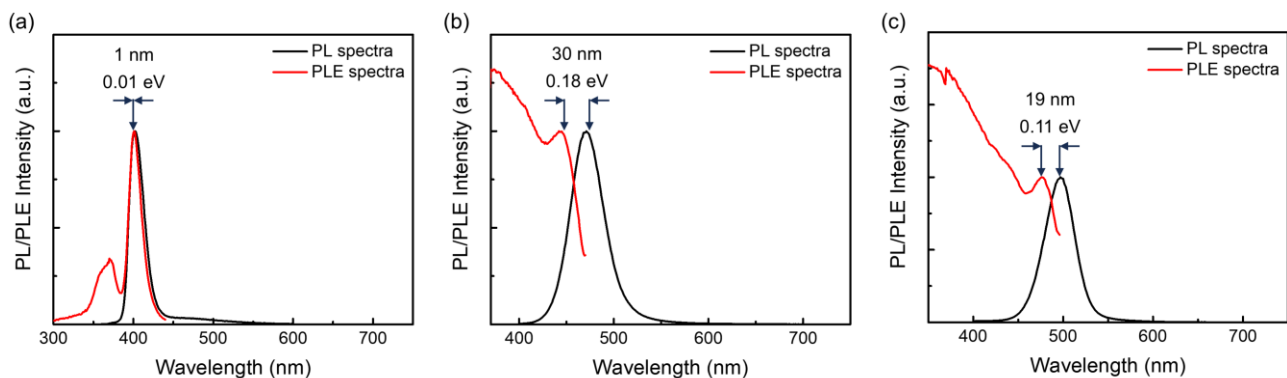 (a)
1 nm
0.01 eV
PL spectra
PLE spectra
PL/PLE Intensity (a.u.)
300 400 500 600 700
Wavelength (nm)
(b)
30 nm
0.18 eV
PL spectra
PLE spectra
PL/PLE Intensity (a.u.)
400 500 600 700
Wavelength (nm)
(c)
19 nm
0.11 eV
PL spectra
PLE spectra
PL/PLE Intensity (a.u.)
400 500 600 700
Wavelength (nm)